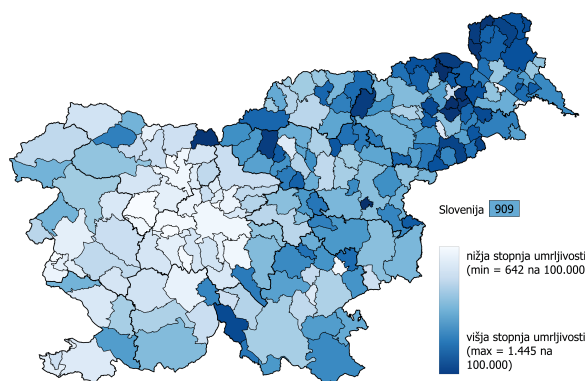 Slovenija 909
nižja stopnja umrljivosti
(min = 642 na 100.000)
višja stopnja umrljivosti
(max = 1.445 na
100.000)